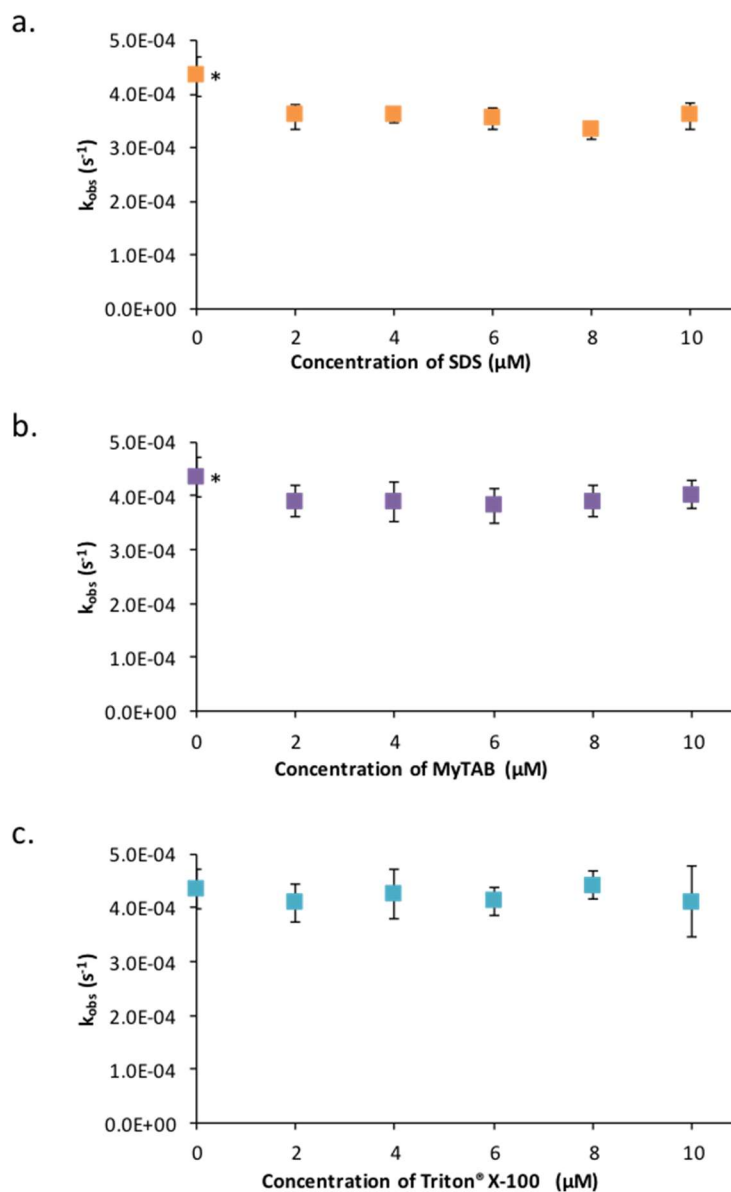 a.
5.0E-04
4.0E-04
3.0E-04
2.0E-04
1.0E-04
0.0E+00
k_obs (s⁻¹)
*
0 2 4 6 8 10
Concentration of SDS (µM)
b.
5.0E-04
4.0E-04
3.0E-04
2.0E-04
1.0E-04
0.0E+00
k_obs (s⁻¹)
*
0 2 4 6 8 10
Concentration of MyTAB (µM)
c.
5.0E-04
4.0E-04
3.0E-04
2.0E-04
1.0E-04
0.0E+00
k_obs (s⁻¹)
0 2 4 6 8 10
Concentration of Triton® X-100 (µM)